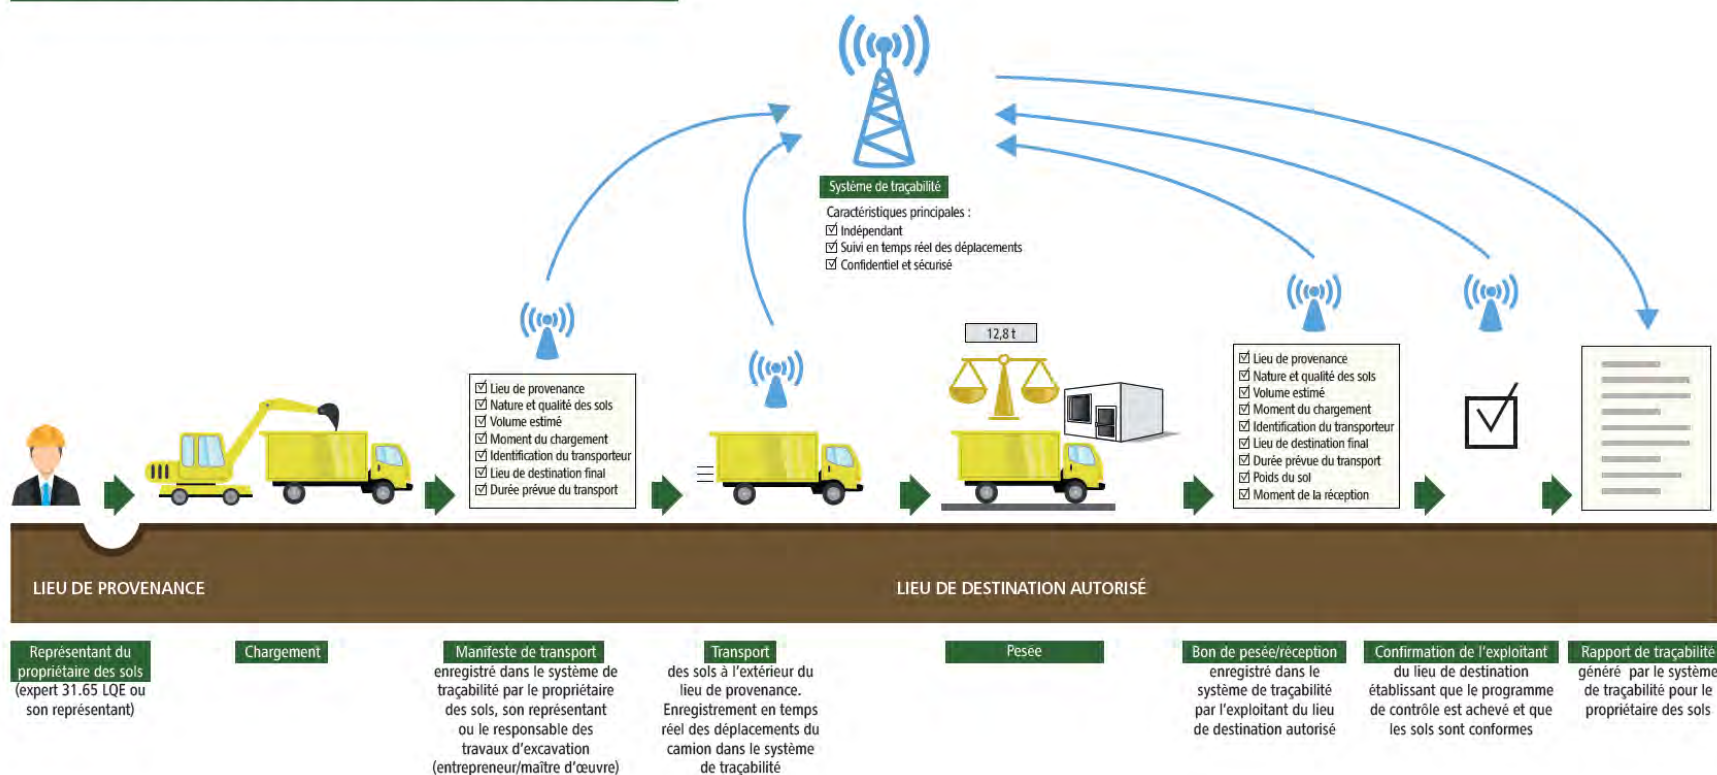 Système de traçabilité
Caractéristiques principales :
Indépendant
Suivi en temps réel des déplacements
Confidentiel et sécurisé
Lieu de provenance
Nature et qualité des sols
Volume estimé
Moment du chargement
Identification du transporteur
Lieu de destination final
Durée prévue du transport
12,8 t
Lieu de provenance
Nature et qualité des sols
Volume estimé
Moment du chargement
Identification du transporteur
Lieu de destination final
Durée prévue du transport
Poids du sol
Moment de la réception
LIEU DE PROVENANCE
LIEU DE DESTINATION AUTORISÉ
Représentant du
propriétaire des sols
(expert 31.65 LQE ou
son représentant)
Chargement
Manifeste de transport
enregistré dans le système de
traçabilité par le propriétaire
des sols, son représentant
ou le responsable des
travaux d'excavation
(entrepreneur/maître d'œuvre)
Transport
des sols à l'extérieur du
lieu de provenance.
Enregistrement en temps
réel des déplacements du
camion dans le système
de traçabilité
Pesée
Bon de pesée/réception
enregistré dans le
système de traçabilité
par l'exploitant du lieu
de destination autorisé
Confirmation de l'exploitant
du lieu de destination
établissant que le programme
de contrôle est achevé et que
les sols sont conformes
Rapport de traçabilité
généré par le système
de traçabilité pour le
propriétaire des sols